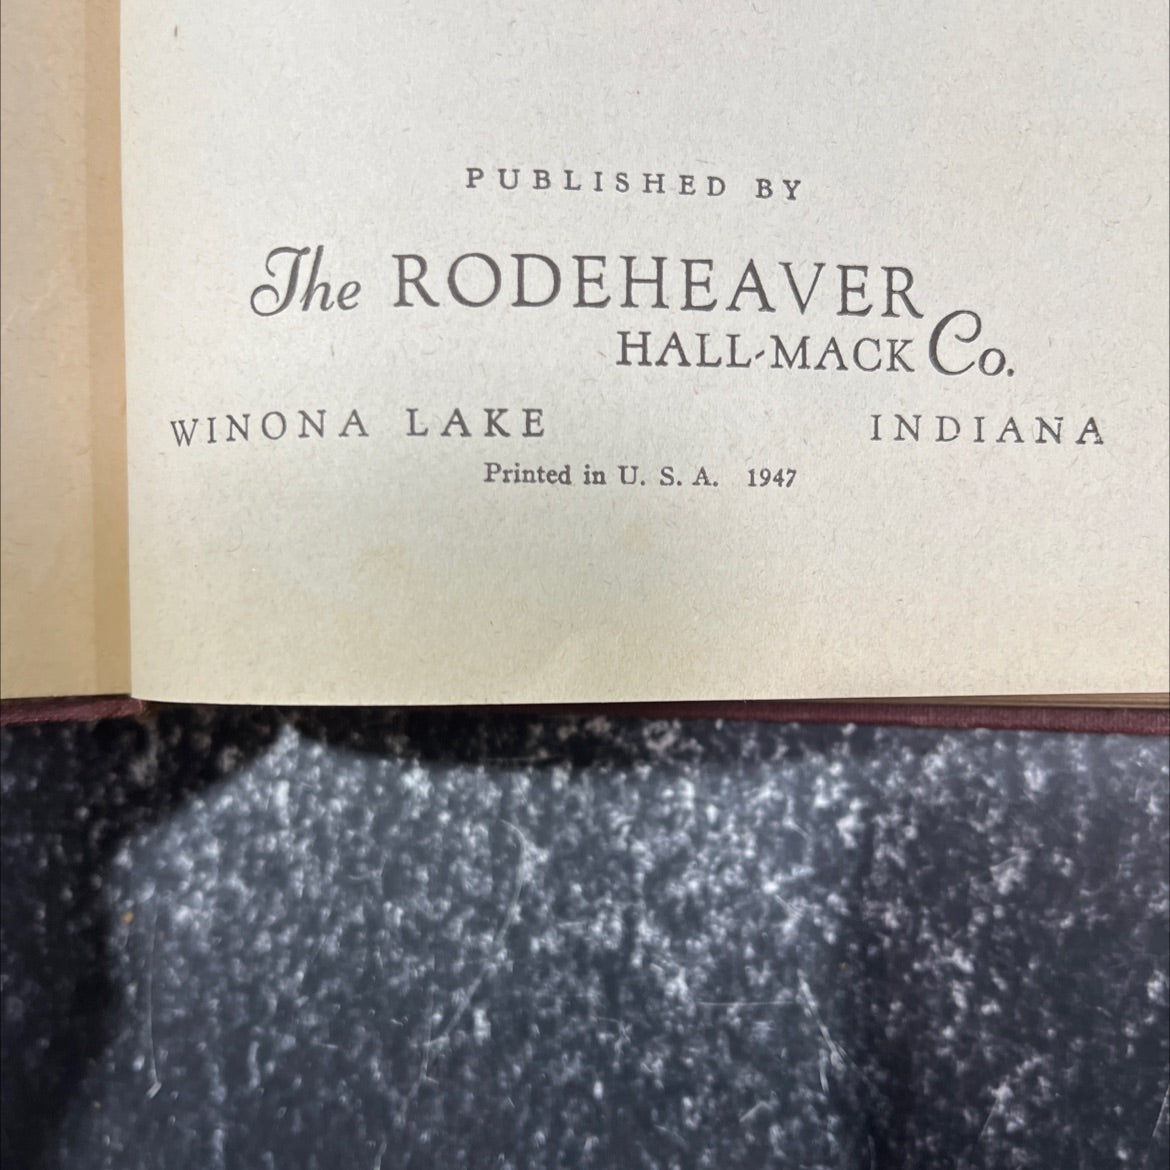 PUBLISHED BY
The RODEHEAVER
HALL-MACK Co.
WINONA LAKE INDIANA
Printed in U. S. A. 1947